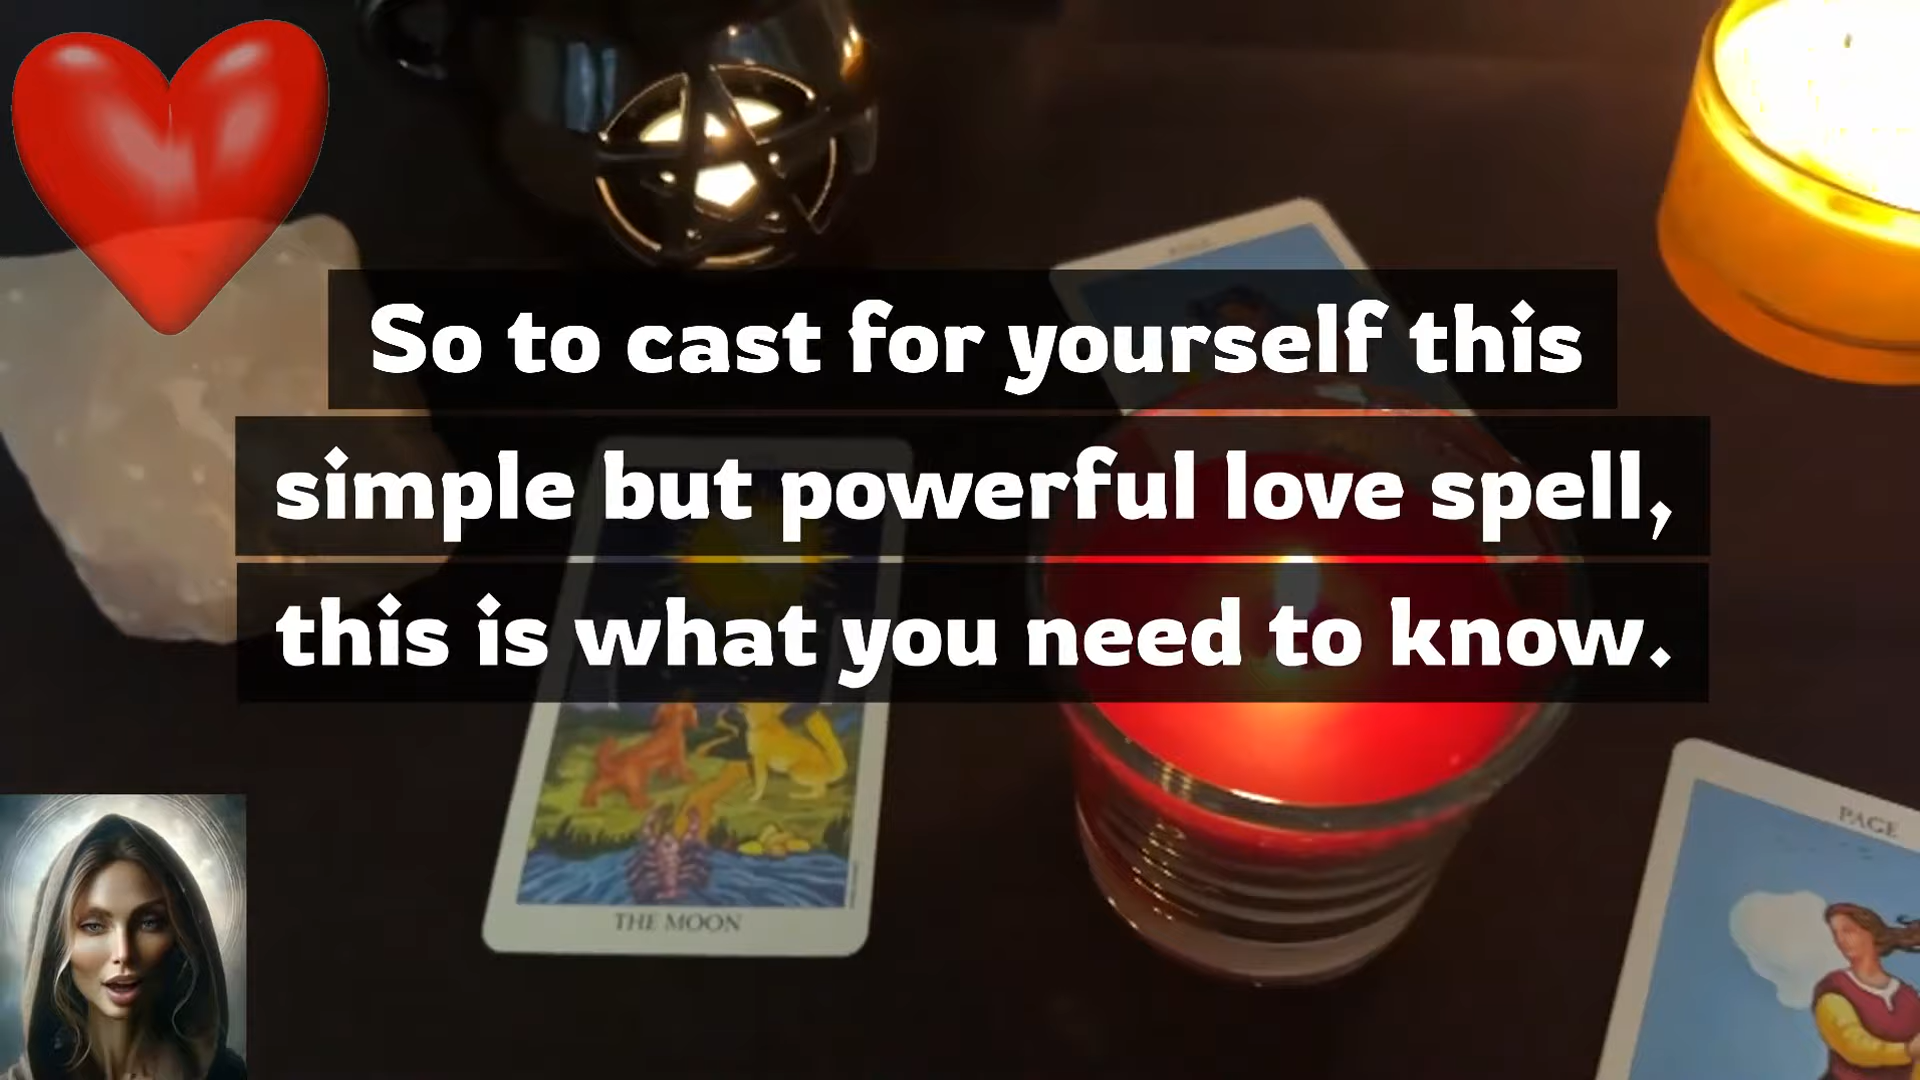 So to cast for yourself this
simple but powerful love spell,
this is what you need to know.
THE MOON
PAGE